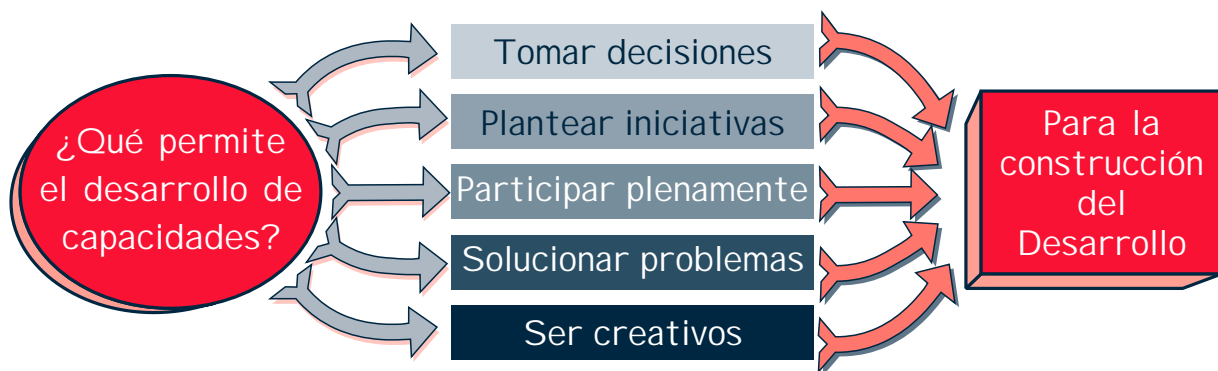 ¿Qué permite
el desarrollo de
capacidades?
Tomar decisiones
Plantear iniciativas
Participar plenamente
Solucionar problemas
Ser creativos
Para la
construcción
del
Desarrollo